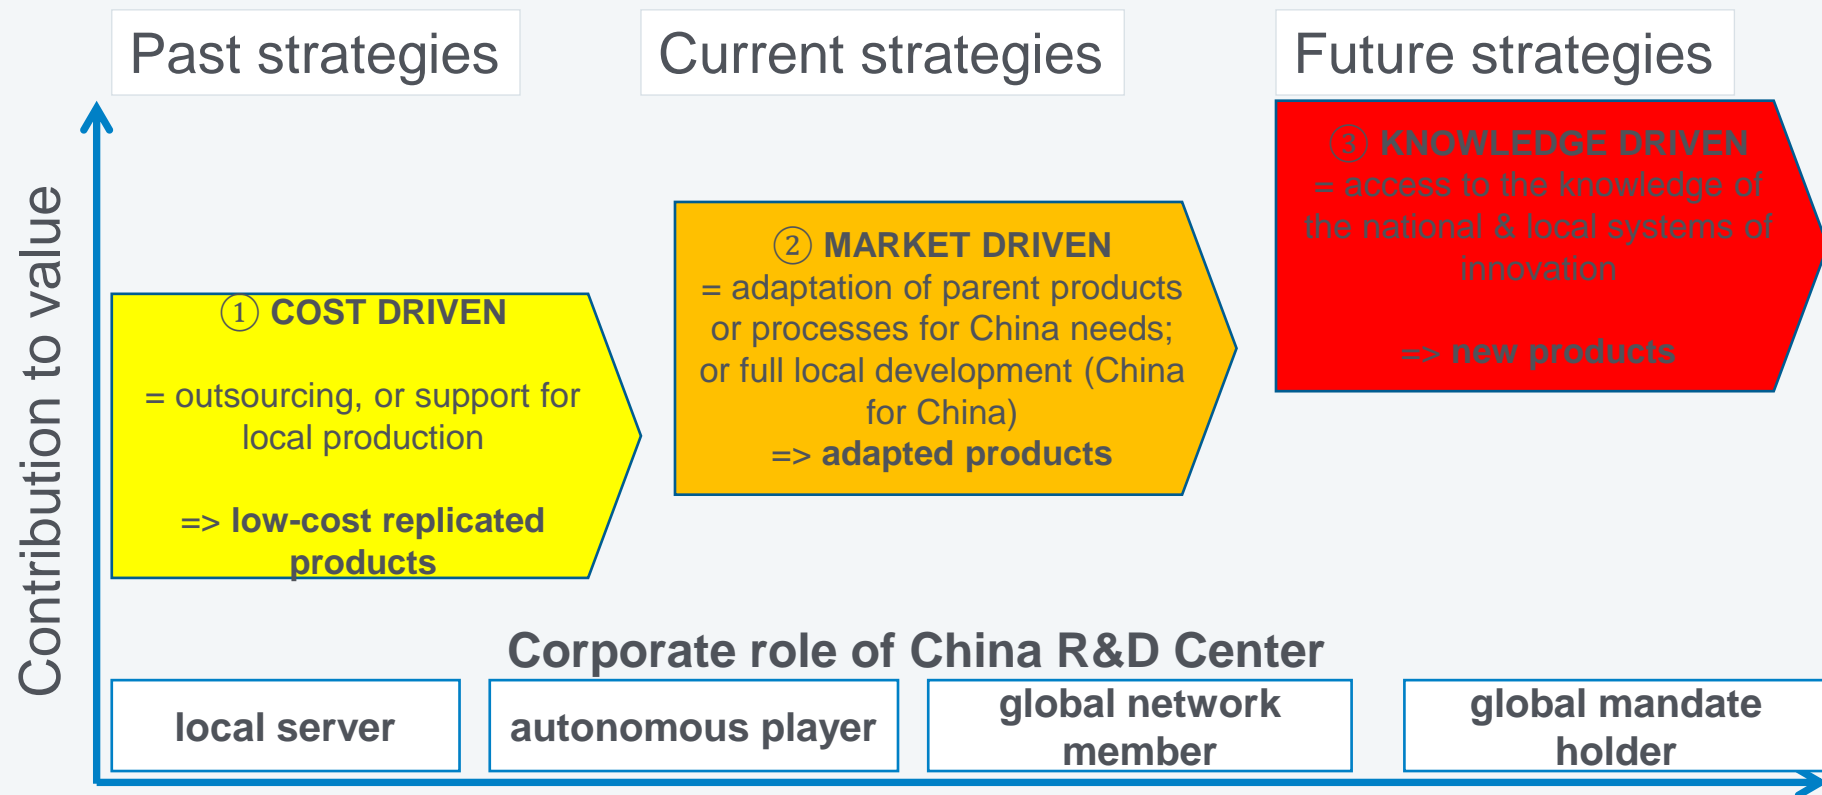 Past strategies
Current strategies
Future strategies
Contribution to value
① COST DRIVEN
= outsourcing, or support for
local production
=> low-cost replicated
products
② MARKET DRIVEN
= adaptation of parent products
or processes for China needs;
or full local development (China
for China)
=> adapted products
③ KNOWLEDGE DRIVEN
= access to the knowledge of
the national & local systems of
innovation
=> new products
Corporate role of China R&D Center
local server
autonomous player
global network
member
global mandate
holder